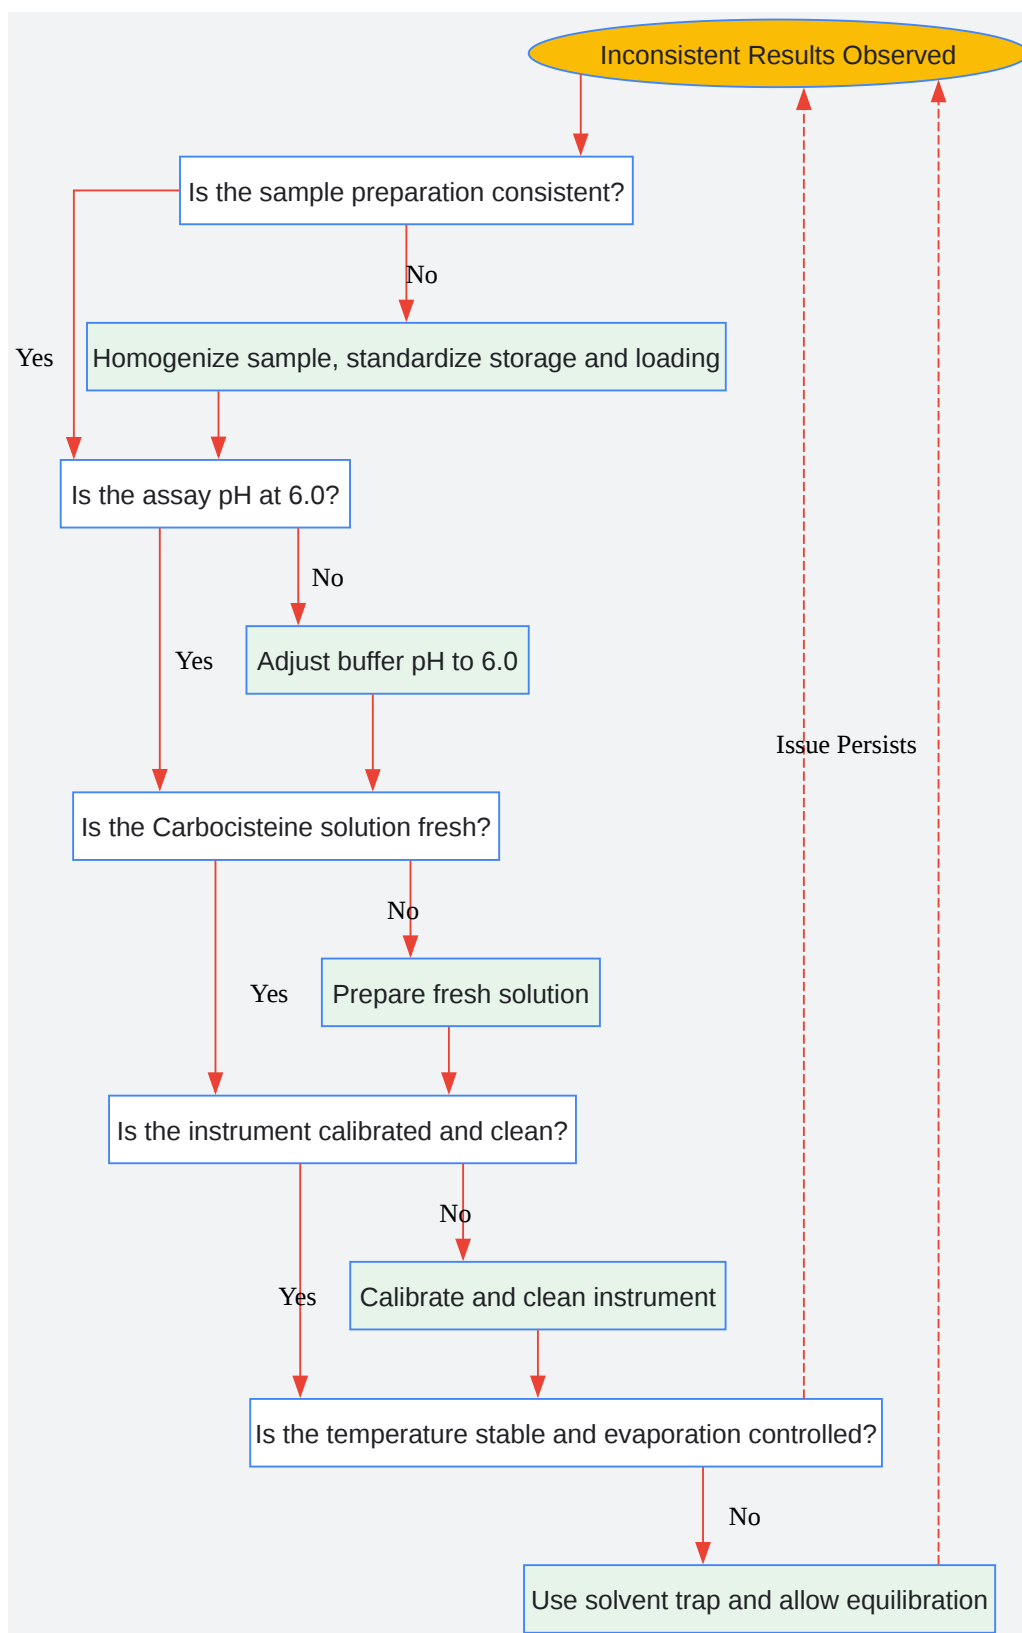 Inconsistent Results Observed
Is the sample preparation consistent?
No
Yes
Homogenize sample, standardize storage and loading
Is the assay pH at 6.0?
No
Yes
Adjust buffer pH to 6.0
Issue Persists
Is the Carbocisteine solution fresh?
No
Yes
Prepare fresh solution
Is the instrument calibrated and clean?
No
Yes
Calibrate and clean instrument
Is the temperature stable and evaporation controlled?
No
Use solvent trap and allow equilibration